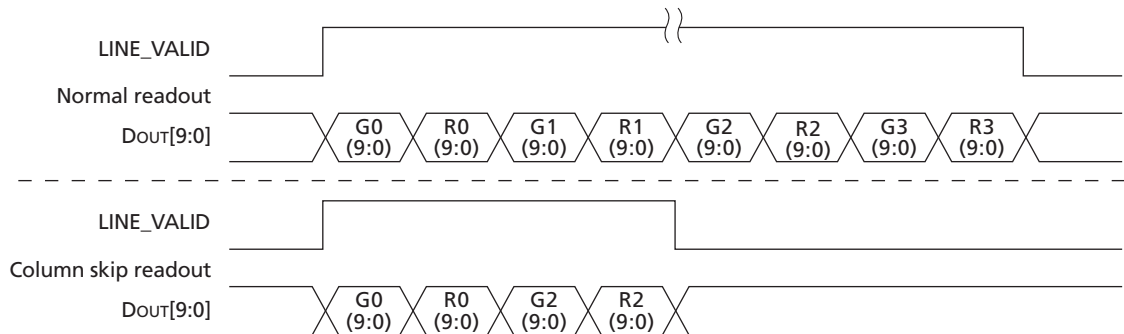 LINE_VALID
Normal readout
DOUT[9:0]
G0 (9:0) R0 (9:0) G1 (9:0) R1 (9:0) G2 (9:0) R2 (9:0) G3 (9:0) R3 (9:0)
LINE_VALID
Column skip readout
DOUT[9:0]
G0 (9:0) R0 (9:0) G2 (9:0) R2 (9:0)